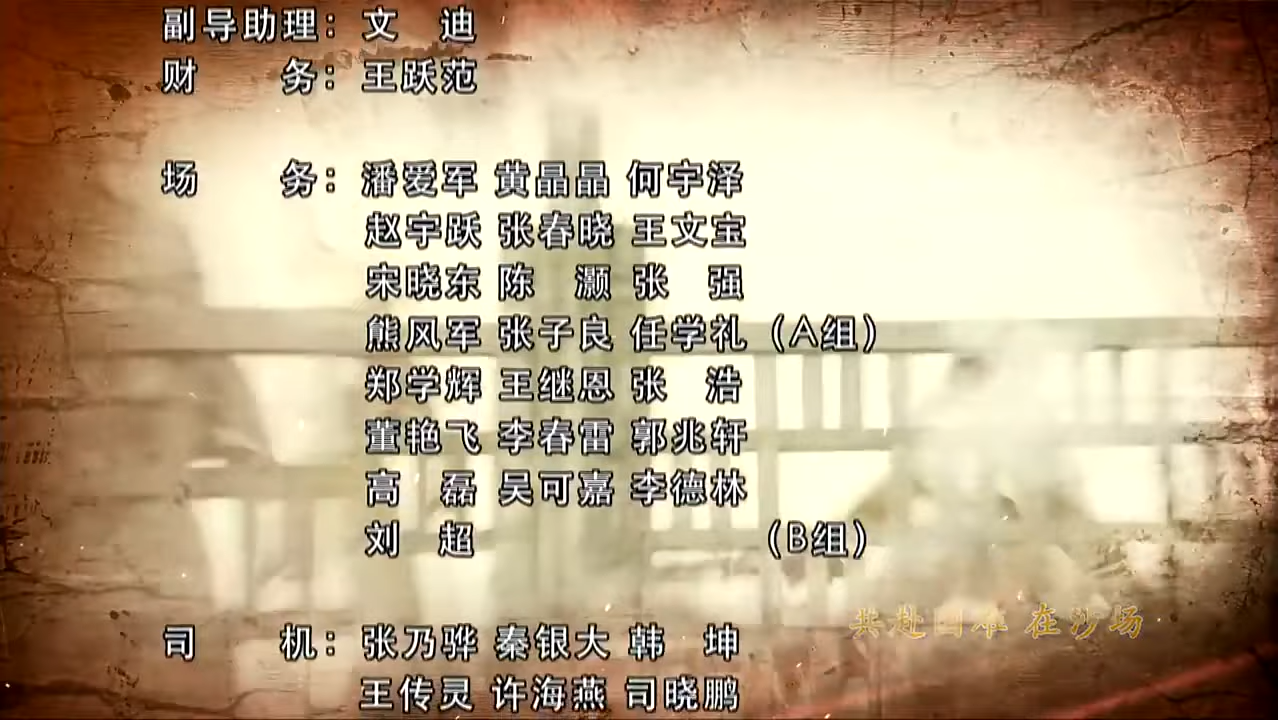 副导助理：文　迪
财　　务：王跃范
场　　务：潘爱军 黄晶晶 何宇泽
赵宇跃 张春晓 王文宝
宋晓东 陈　灏 张　强
熊风军 张子良 任学礼（A组）
郑学辉 王继恩 张　浩
董艳飞 李春雷 郭兆轩
高　磊 吴可嘉 李德林
刘　超　　　　　　　（B组）
共赴国难 在沙场
司　　机：张乃骅 秦银大 韩　坤
王传灵 许海燕 司晓鹏